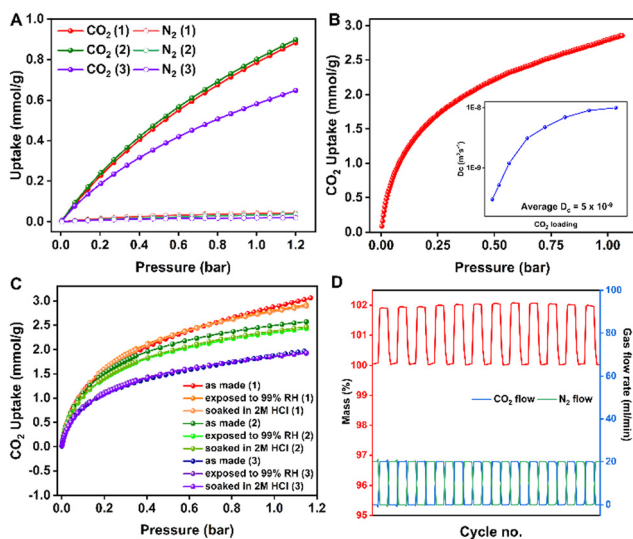 A
CO2 (1) N2 (1)
CO2 (2) N2 (2)
CO2 (3) N2 (3)
Uptake (mmol/g)
1.0
0.8
0.6
0.4
0.2
0.0
0.0 0.2 0.4 0.6 0.8 1.0 1.2
Pressure (bar)
B
CO2 Uptake (mmol/g)
3.0
2.5
2.0
1.5
1.0
0.5
0.0
0.00 0.25 0.50 0.75 1.00
Pressure (bar)
Dc (m2s-1)
1E-8
1E-9
Average Dc = 5 x 10-9
CO2 loading
C
CO2 Uptake (mmol/g)
3.0
2.5
2.0
1.5
1.0
0.5
0.0
-0.5
-1.0
as made (1)
exposed to 99% RH (1)
soaked in 2M HCl (1)
as made (2)
exposed to 99% RH (2)
soaked in 2M HCl (2)
as made (3)
exposed to 99% RH (3)
soaked in 2M HCl (3)
0.0 0.2 0.4 0.6 0.8 1.0 1.2
Pressure (bar)
D
Mass (%)
102
101
100
99
98
97
96
95
CO2 flow N2 flow
100
80
60
40
20
0
Gas flow rate (ml/min)
Cycle no.